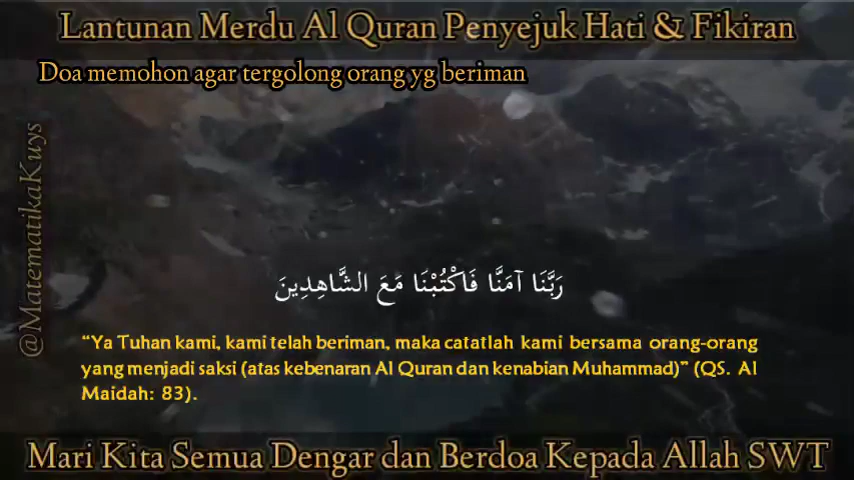 Lantunan Merdu Al Quran Penyejuk Hati & Fikiran
Doa memohon agar tergolong orang yg beriman
@MatematikaKuys
رَبَّنَا آمَنَّا فَاكْتُبْنَا مَعَ الشَّاهِدِينَ
“Ya Tuhan kami, kami telah beriman, maka catatlah kami bersama orang-orang
yang menjadi saksi (atas kebenaran Al Quran dan kenabian Muhammad)” (QS. Al
Maidah: 83).
Mari Kita Semua Dengar dan Berdoa Kepada Allah SWT